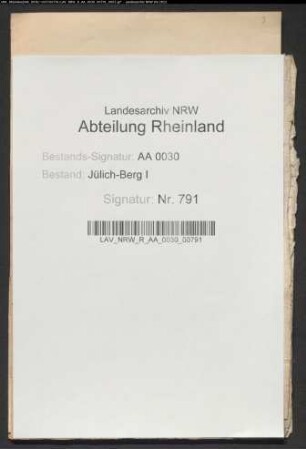 Landesarchiv NRW
Abteilung Rheinland
Bestands-Signatur: AA 0030
Bestand: Jülich-Berg I
Signatur: Nr. 791
LAV_NRW_R_AA_0030_00791